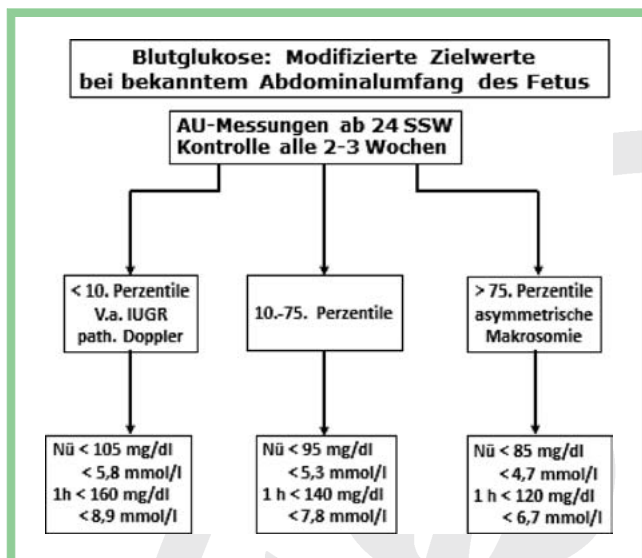 Blutglukose: Modifizierte Zielwerte
bei bekanntem Abdominalumfang des Fetus
AU-Messungen ab 24 SSW
Kontrolle alle 2-3 Wochen
< 10. Perzentile
V.a. IUGR
path. Doppler
10.-75. Perzentile
> 75. Perzentile
asymmetrische
Makrosomie
Nü < 105 mg/dl
< 5,8 mmol/l
1h < 160 mg/dl
< 8,9 mmol/l
Nü < 95 mg/dl
< 5,3 mmol/l
1 h < 140 mg/dl
< 7,8 mmol/l
Nü < 85 mg/dl
< 4,7 mmol/l
1 h < 120 mg/dl
< 6,7 mmol/l